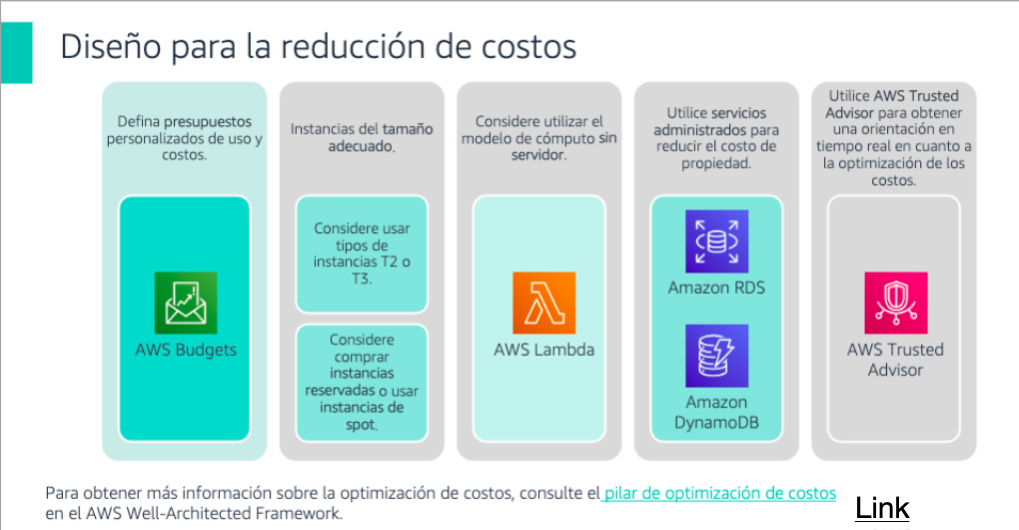 Diseño para la reducción de costos
Defina presupuestos
personalizados de uso y
costos.
AWS Budgets
Instancias del tamaño
adecuado.
Considere usar
tipos de
instancias T2 o
T3.
Considere
comprar
instancias
reservadas o usar
instancias de
spot.
Considere utilizar el
modelo de cómputo sin
servidor.
AWS Lambda
Utilice servicios
administrados para
reducir el costo de
propiedad.
Amazon RDS
Amazon
DynamoDB
Utilice AWS Trusted
Advisor para obtener
una orientación en
tiempo real en cuanto a
la optimización de los
costos.
AWS Trusted
Advisor
Para obtener más información sobre la optimización de costos, consulte el pilar de optimización de costos
en el AWS Well-Architected Framework.
Link